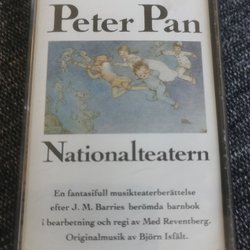 Peter Pan
Nationalteatern
En fantasifull musikteaterberättelse
efter J. M. Barries berömda barnbok
i bearbetning och regi av Med Reventberg.
Originalmusik av Björn Isfält.